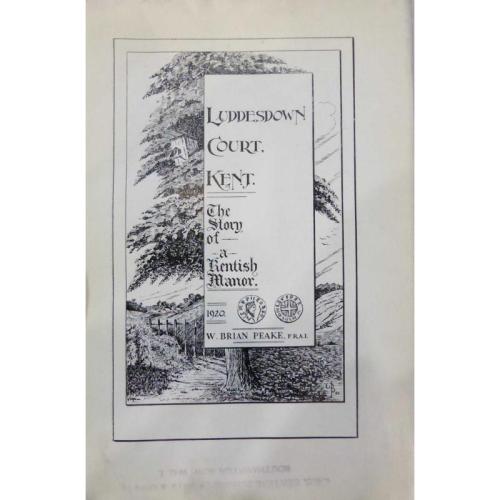 LUDDESDOWN
COURT.
KENT.
The
Story
of
a
Kentish
Manor.
1920.
W. BRIAN PEAKE, F.R.A.I.